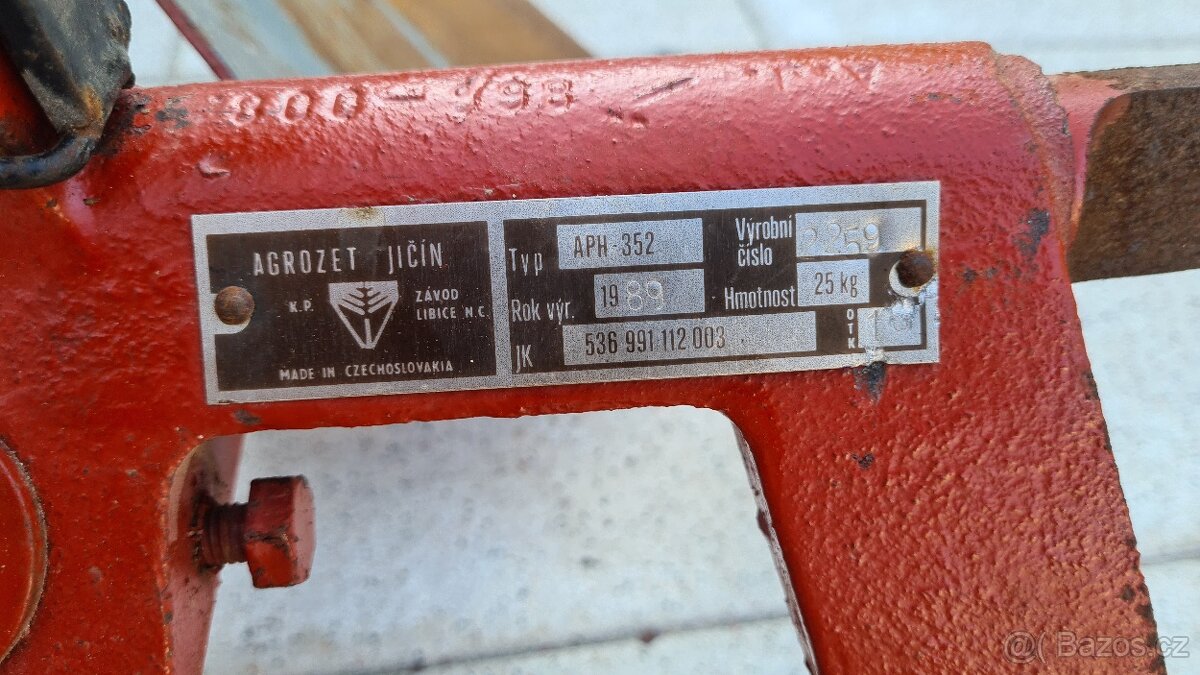 AGROZET JIČÍN
K.P. ZÁVOD
LIBICE N.C.
MADE IN CZECHOSLOVAKIA
Typ APH 352
Rok výr. 1989
JK 536 991 112 003
Výrobní
číslo 2259
Hmotnost 25 kg
OTK
Bazos.cz